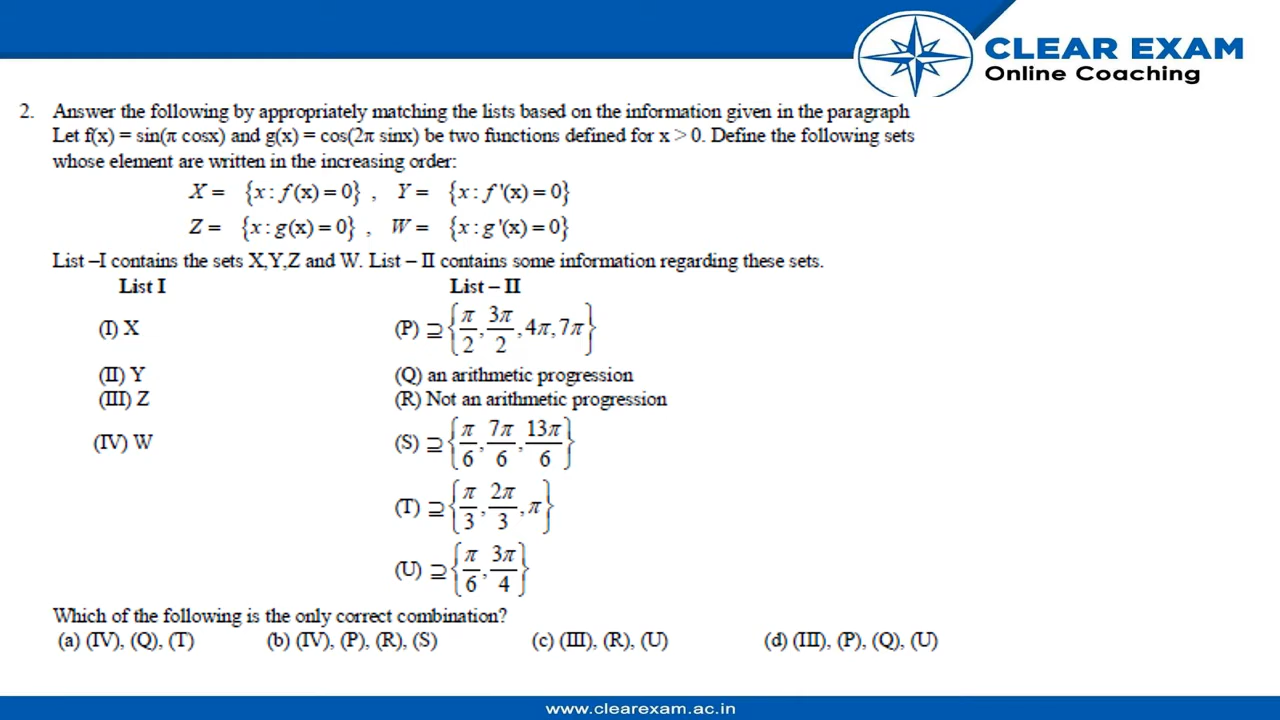 CLEAR EXAM
Online Coaching
2. Answer the following by appropriately matching the lists based on the information given in the paragraph
Let f(x) = sin(π cosx) and g(x) = cos(2π sinx) be two functions defined for x > 0. Define the following sets
whose element are written in the increasing order:
X = {x : f(x) = 0} , Y = {x : f '(x) = 0}
Z = {x : g(x) = 0} , W = {x : g '(x) = 0}
List –I contains the sets X,Y,Z and W. List – II contains some information regarding these sets.
List I List – II
(I) X (P) ⊇ {π/2, 3π/2, 4π, 7π}
(II) Y (Q) an arithmetic progression
(III) Z (R) Not an arithmetic progression
(IV) W (S) ⊇ {π/6, 7π/6, 13π/6}
(T) ⊇ {π/3, 2π/3, π}
(U) ⊇ {π/6, 3π/4}
Which of the following is the only correct combination?
(a) (IV), (Q), (T) (b) (IV), (P), (R), (S) (c) (III), (R), (U) (d) (III), (P), (Q), (U)
www.clearexam.ac.in